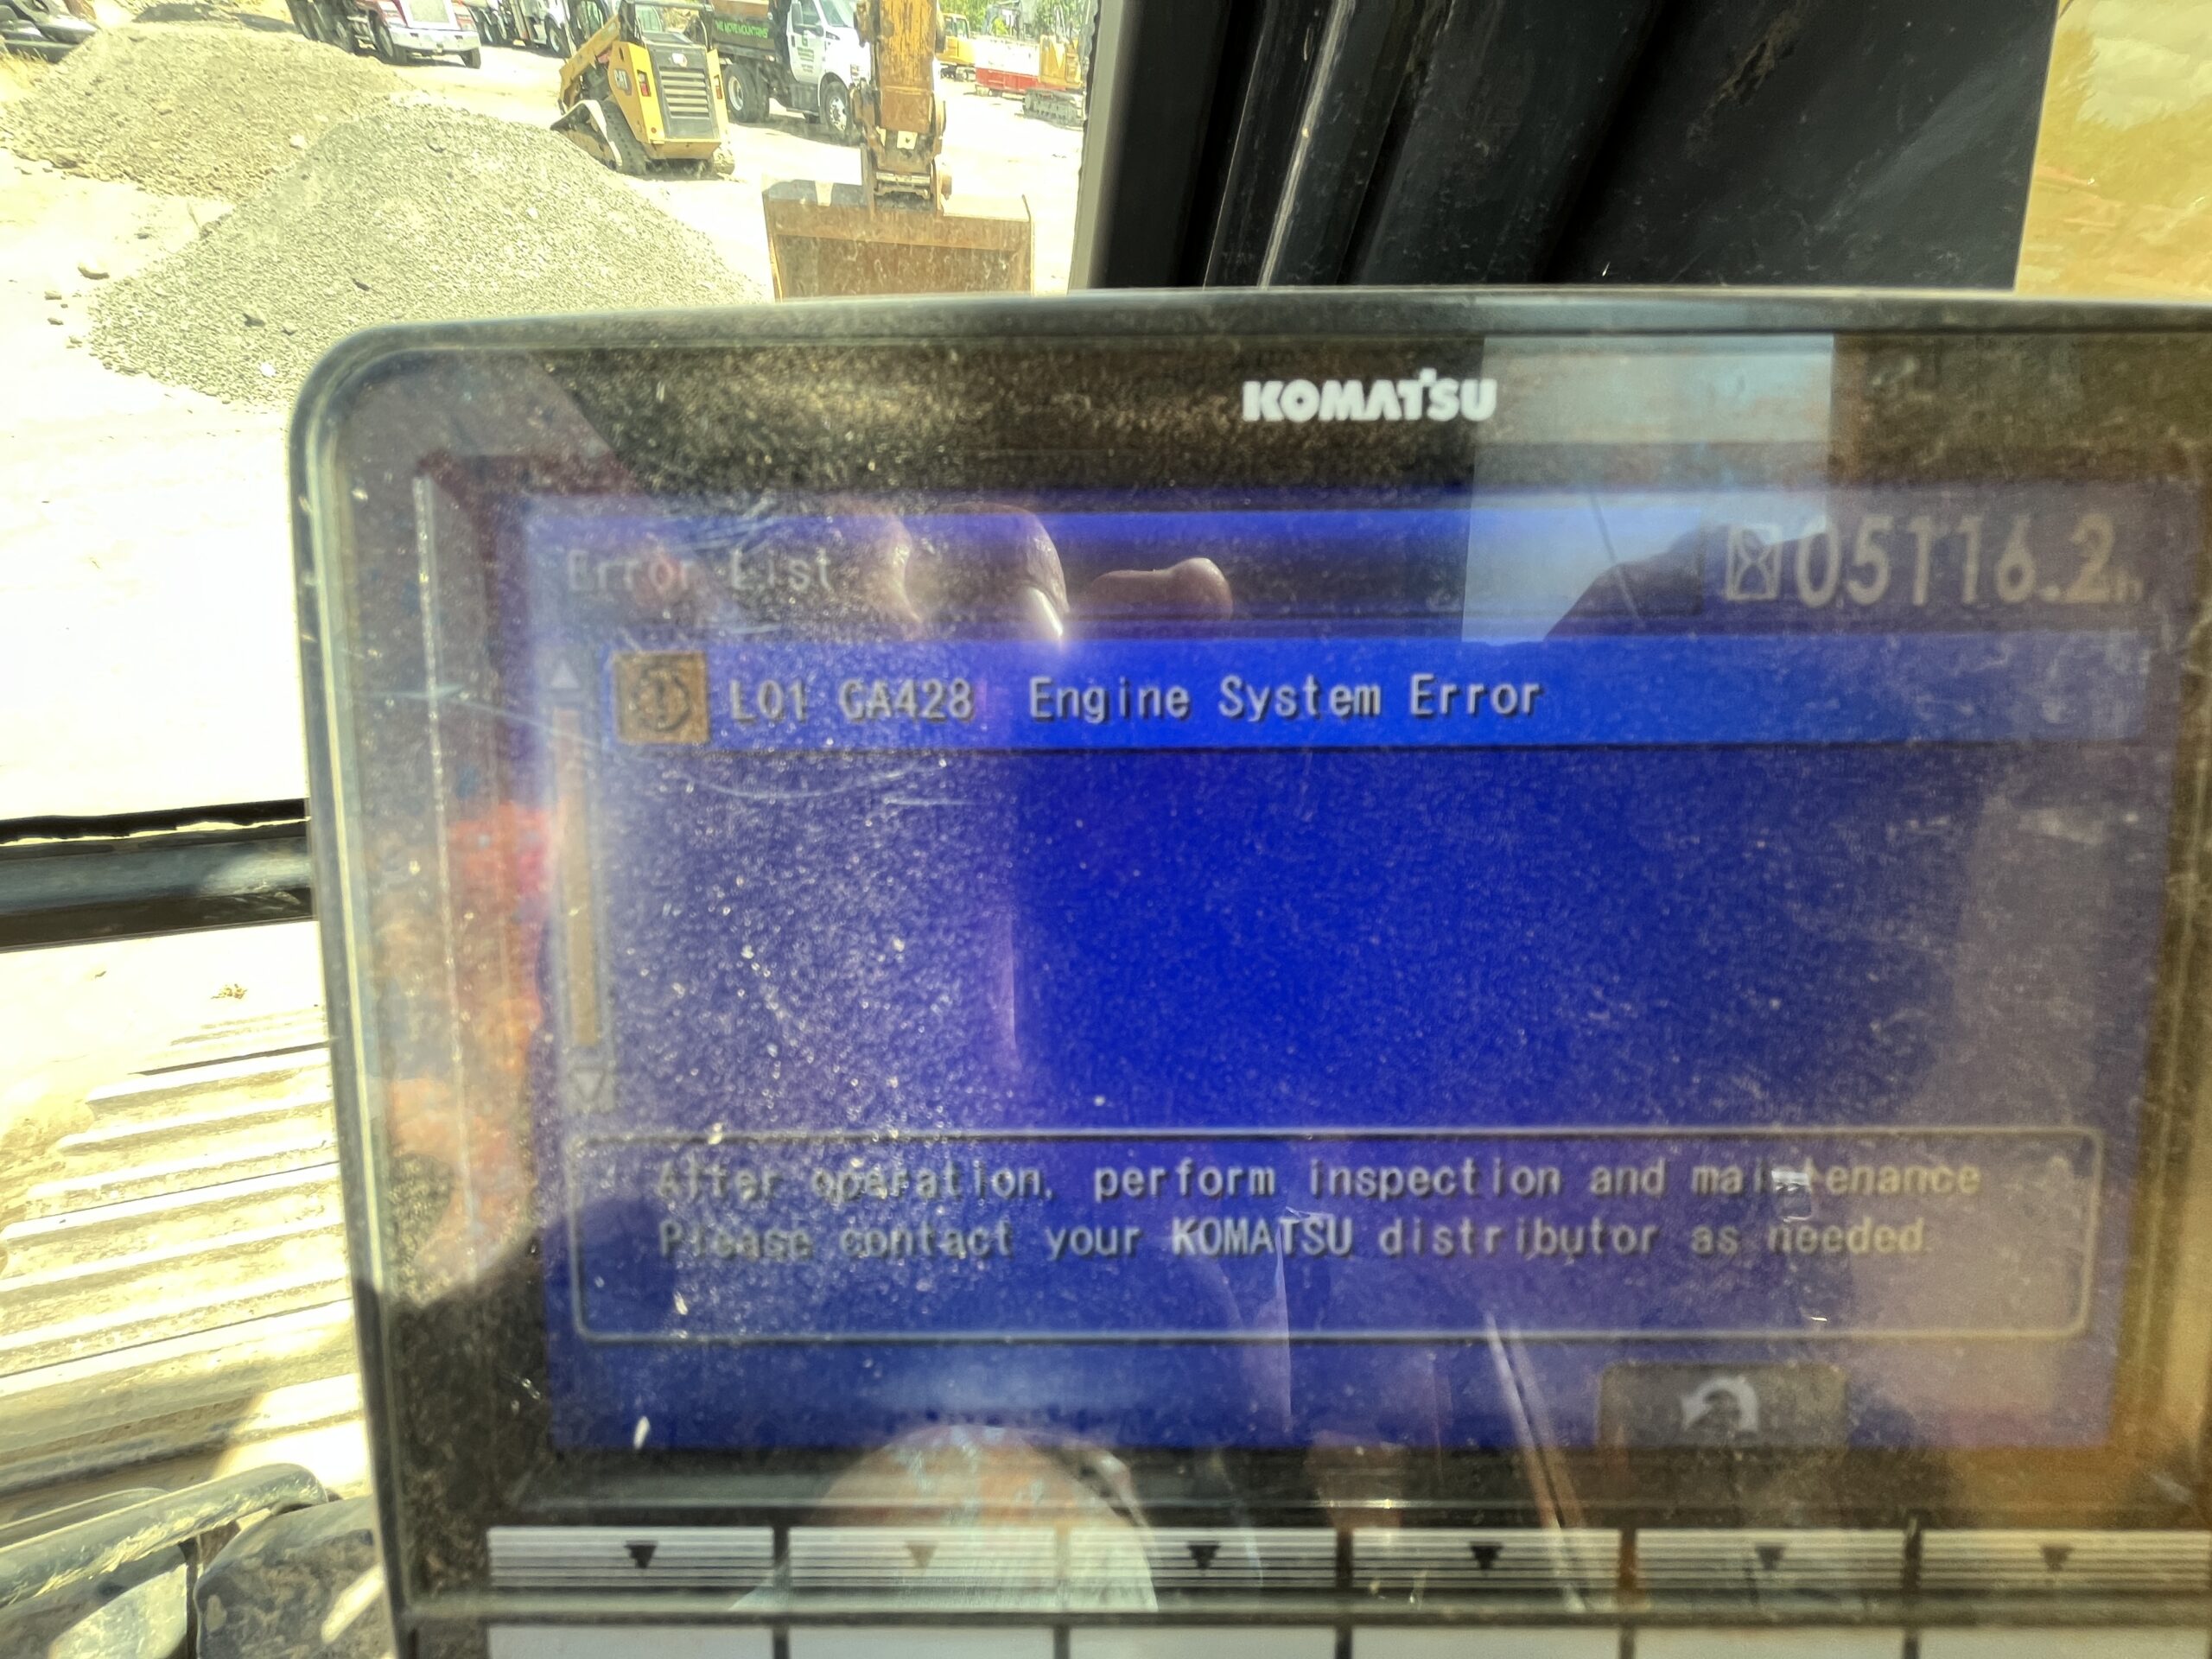 CAT
KOMATSU
Error List
05116.2h
L01 CA428 Engine System Error
After operation, perform inspection and maintenance
Please contact your KOMATSU distributor as needed.